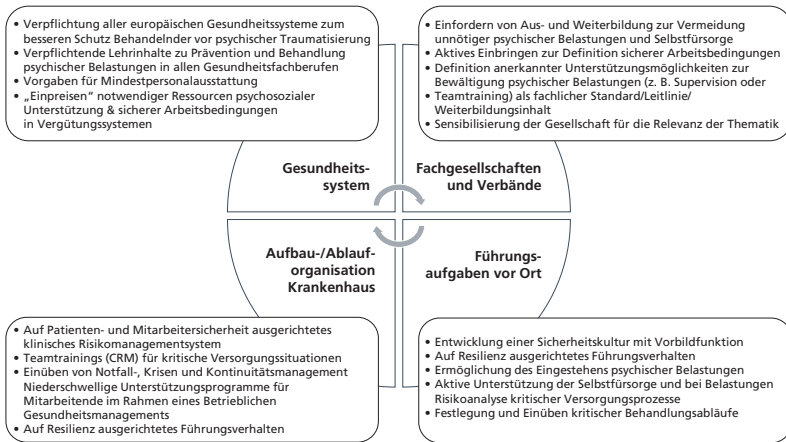 • Verpflichtung aller europäischen Gesundheitssysteme zum
besseren Schutz Behandelnder vor psychischer Traumatisierung
• Verpflichtende Lehrinhalte zu Prävention und Behandlung
psychischer Belastungen in allen Gesundheitsfachberufen
• Vorgaben für Mindestpersonalausstattung
• „Einpreisen“ notwendiger Ressourcen psychosozialer
Unterstützung & sicherer Arbeitsbedingungen
in Vergütungssystemen
• Einfordern von Aus- und Weiterbildung zur Vermeidung
unnötiger psychischer Belastungen und Selbstfürsorge
• Aktives Einbringen zur Definition sicherer Arbeitsbedingungen
• Definition anerkannter Unterstützungsmöglichkeiten zur
Bewältigung psychischer Belastungen (z. B. Supervision oder
• Teamtraining) als fachlicher Standard/Leitlinie/
Weiterbildungsinhalt
• Sensibilisierung der Gesellschaft für die Relevanz der Thematik
Gesundheits-
system
Fachgesellschaften
und Verbände
Aufbau-/Ablauf-
organisation
Krankenhaus
Führungs-
aufgaben vor Ort
• Auf Patienten- und Mitarbeitersicherheit ausgerichtetes
klinisches Risikomanagementsystem
• Teamtrainings (CRM) für kritische Versorgungssituationen
• Einüben von Notfall-, Krisen und Kontinuitätsmanagement
Niederschwellige Unterstützungsprogramme für
Mitarbeitende im Rahmen eines Betrieblichen
Gesundheitsmanagements
• Auf Resilienz ausgerichtetes Führungsverhalten
• Entwicklung einer Sicherheitskultur mit Vorbildfunktion
• Auf Resilienz ausgerichtetes Führungsverhalten
• Ermöglichung des Eingestehens psychischer Belastungen
• Aktive Unterstützung der Selbstfürsorge und bei Belastungen
Risikoanalyse kritischer Versorgungsprozesse
• Festlegung und Einüben kritischer Behandlungsabläufe